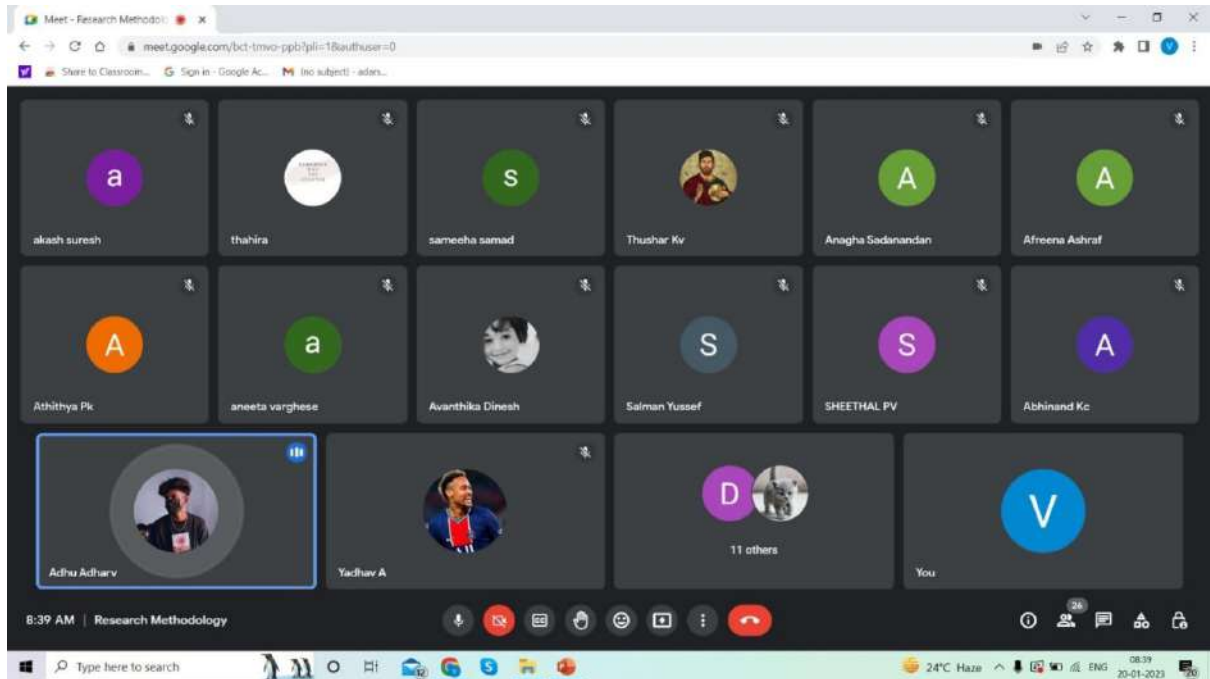 Meet - Research Methodolo
meet.google.com/bct-tmvo-ppb?pli=1&authuser=0
V
Share to Classroom... Sign in - Google Ac... (no subject) - adars...
a
S
A
A
akash suresh thahira sameeha samad Thushar Kv Anagha Sadanandan Afreena Ashraf
A
a
S
S
A
Athithya Pk aneeta varghese Avanthika Dinesh Salman Yussef SHEETHAL PV Abhinand Kc
D
V
11 others
Adhu Adharv Yadhav A You
8:39 AM | Research Methodology
26
Type here to search
24°C Haze
ENG
08:39
20-01-2023